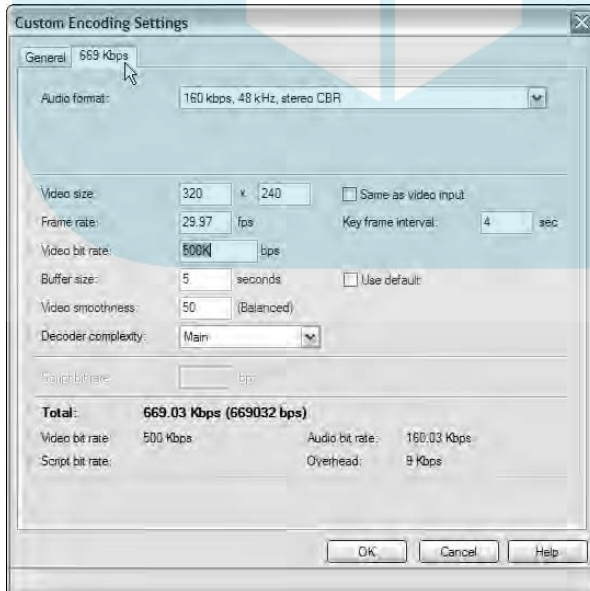 Custom Encoding Settings
General 669 Kbps
Audio format: 160 kbps, 48 kHz, stereo CBR
Video size: 320 x 240 Same as video input
Frame rate: 29.97 fps Key frame interval: 4 sec
Video bit rate: 500K bps
Buffer size: 5 seconds Use default
Video smoothness: 50 (Balanced)
Decoder complexity: Main
Script bit rate: bps
Total: 669.03 Kbps (669032 bps)
Video bit rate 500 Kbps Audio bit rate: 160.03 Kbps
Script bit rate: Overhead: 9 Kbps
OK Cancel Help